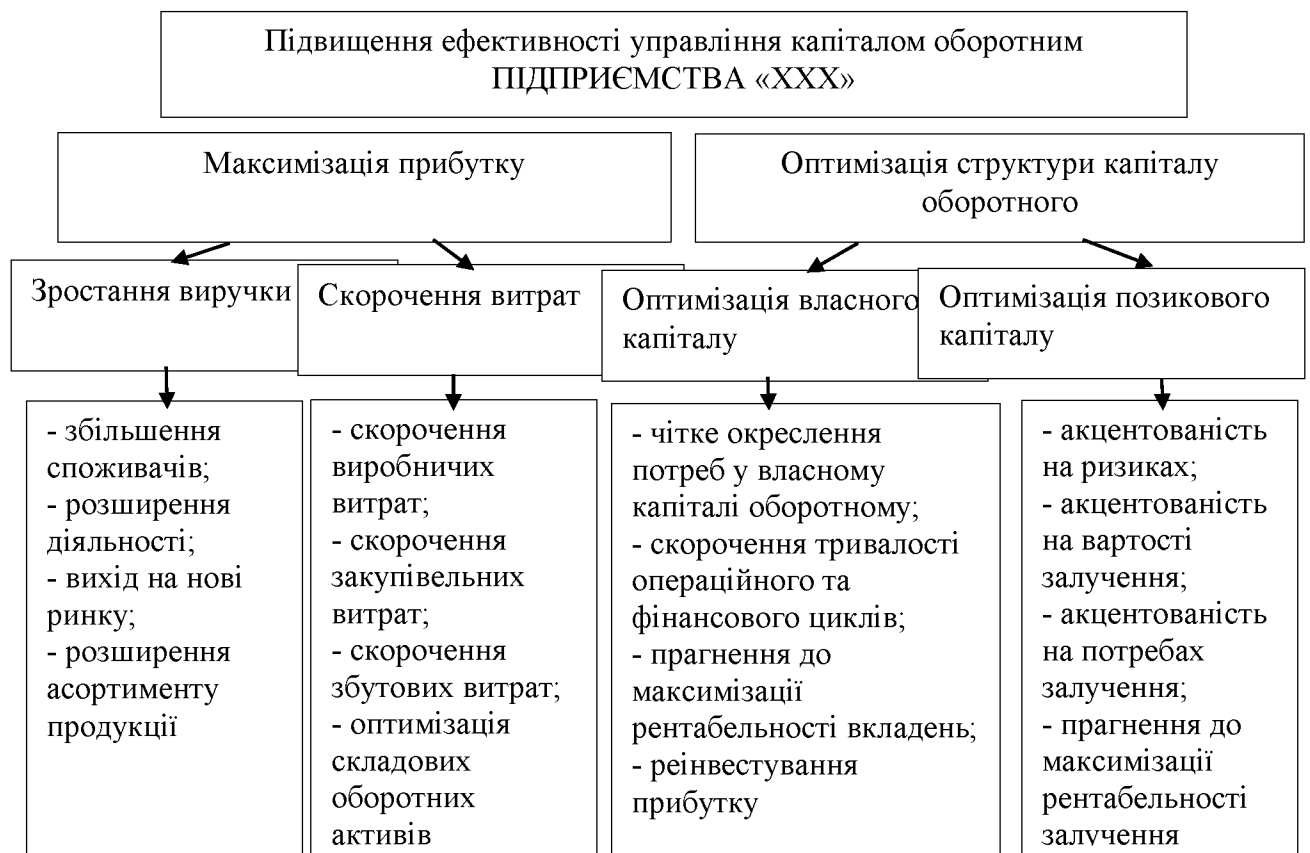 Підвищення ефективності управління капіталом оборотним
ПІДПРИЄМСТВА «ХХХ»
Максимізація прибутку
Оптимізація структури капіталу
оборотного
Зростання виручки
Скорочення витрат
Оптимізація власного
капіталу
Оптимізація позикового
капіталу
- збільшення
споживачів;
- розширення
діяльності;
- вихід на нові
ринку;
- розширення
асортименту
продукції
- скорочення
виробничих
витрат;
- скорочення
закупівельних
витрат;
- скорочення
збутових витрат;
- оптимізація
складових
оборотних
активів
- чітке окреслення
потреб у власному
капіталі оборотному;
- скорочення тривалості
операційного та
фінансового циклів;
- прагнення до
максимізації
рентабельності вкладень;
- реінвестування
прибутку
- акцентованість
на ризиках;
- акцентованість
на вартості
залучення;
- акцентованість
на потребах
залучення;
- прагнення до
максимізації
рентабельності
залучення